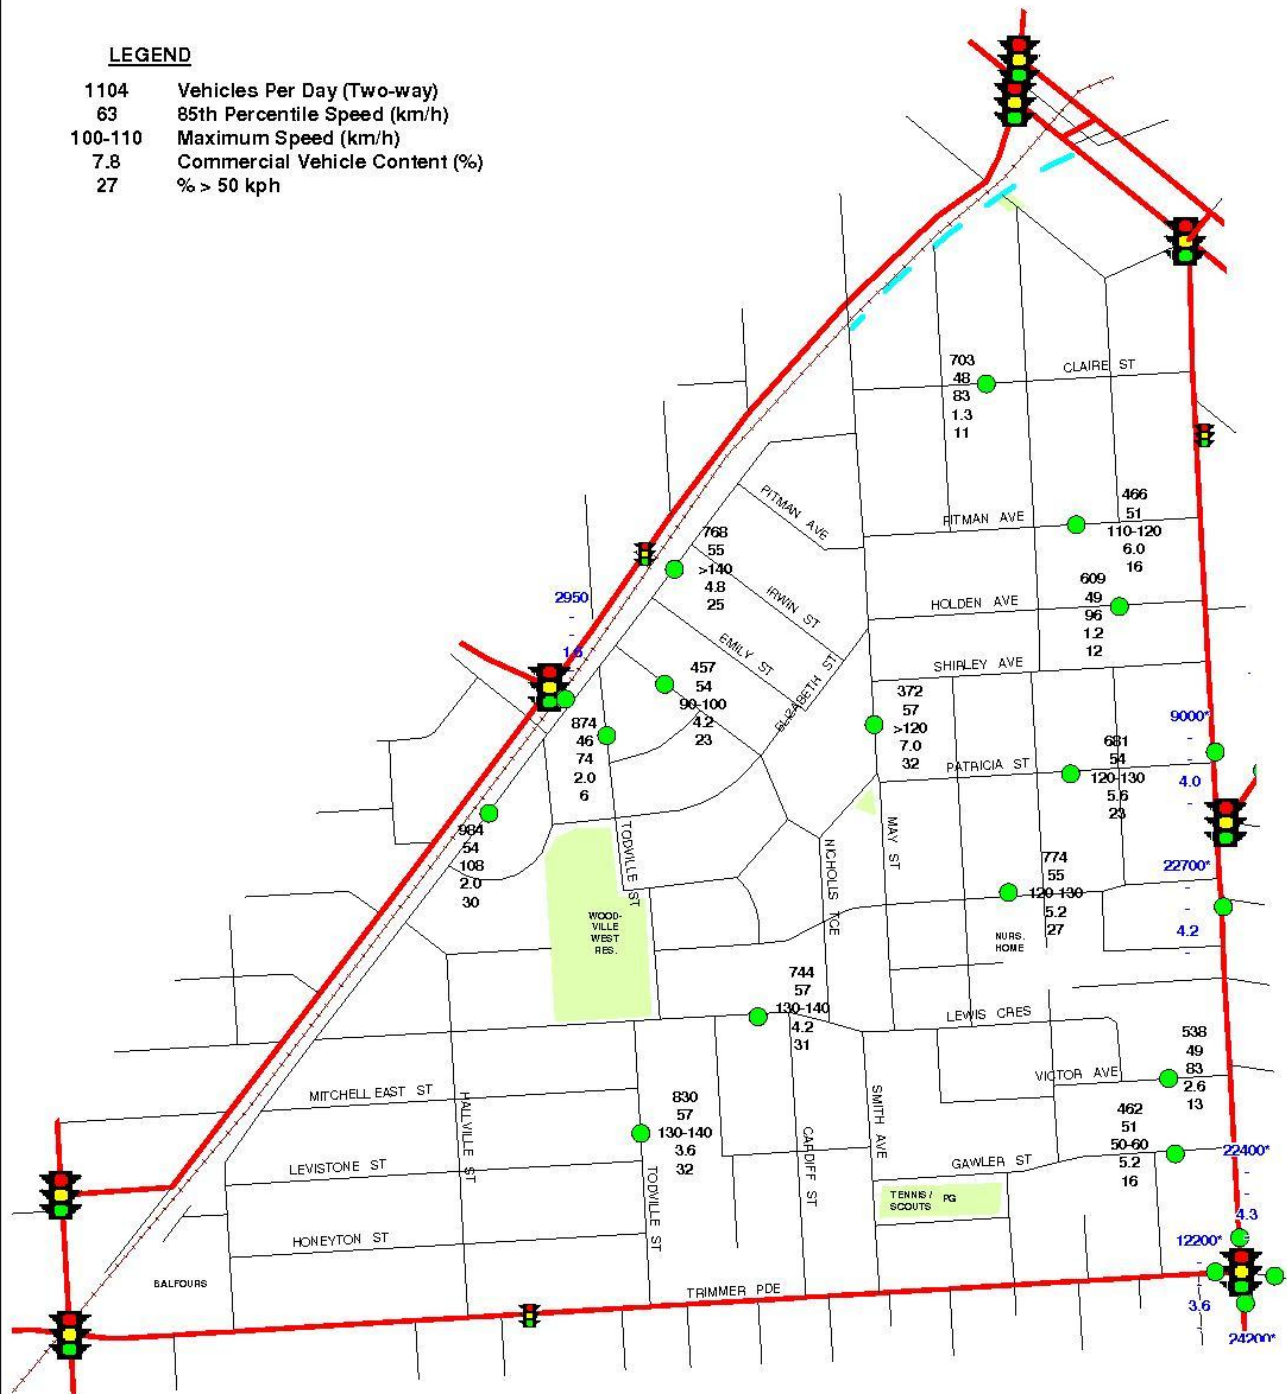 LEGEND
1104 Vehicles Per Day (Two-way)
63 85th Percentile Speed (km/h)
100-110 Maximum Speed (km/h)
7.8 Commercial Vehicle Content (%)
27 % > 50 kph
703
48
83
1.3
11
CLAIRE ST
PITMAN AVE
PITMAN AVE
466
51
110-120
6.0
16
768
55
>140
4.8
25
IRWIN ST
EMILY ST
ELIZABETH ST
609
49
96
1.2
12
HOLDEN AVE
SHIRLEY AVE
2950
-
-
1.5
457
54
90-100
4.2
23
372
57
>120
7.0
32
874
46
74
2.0
6
9000*
-
4.0
-
681
54
120-130
5.6
23
PATRICIA ST
984
54
108
2.0
30
TODVILLE ST
NICHOLLS TCE
MAY ST
774
55
120-130
5.2
27
22700*
-
-
4.2
-
WOOD-
VILLE
WEST
RES.
NURS.
HOME
744
57
130-140
4.2
31
LEWIS CRES
538
49
83
2.6
13
VICTOR AVE
MITCHELL EAST ST
HALLVILLE ST
830
57
130-140
3.6
32
CARDIFF ST
SMITH AVE
462
51
50-60
5.2
16
22400*
-
-
4.3
LEVISTONE ST
TODVILLE ST
GAWLER ST
TENNIS / PG
SCOUTS
HONEYTON ST
12200*
-
-
3.6
-
BALFOURS
TRIMMER PDE
24200*